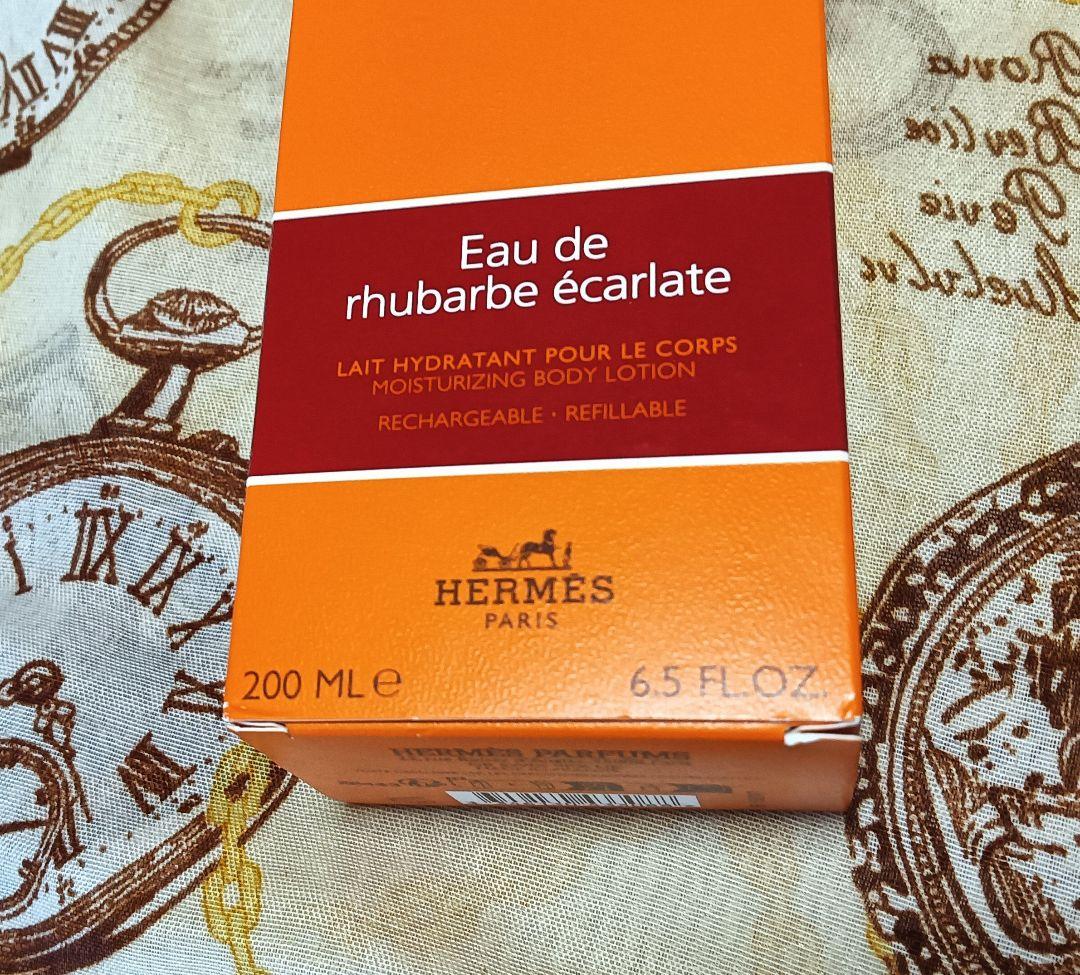 Eau de
rhubarbe écarlate
LAIT HYDRATANT POUR LE CORPS
MOISTURIZING BODY LOTION
RECHARGEABLE · REFILLABLE
HERMÈS
PARIS
200 ML ℮
6.5 FL.OZ.
HERMÈS PARFUMS